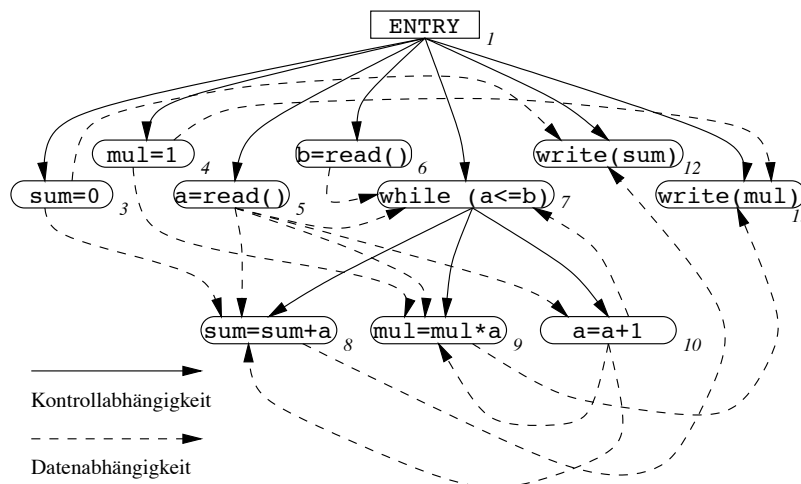 ENTRY
1
mul=1
4
b=read()
6
write(sum)
12
sum=0
3
a=read()
5
while (a<=b)
7
write(mul)
sum=sum+a
8
mul=mul*a
9
a=a+1
10
Kontrollabhängigkeit
Datenabhängigkeit